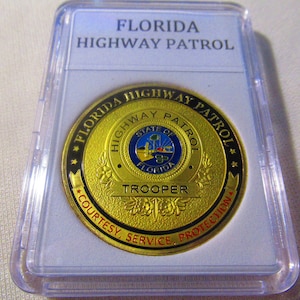 FLORIDA
HIGHWAY PATROL
FLORIDA HIGHWAY PATROL
HIGHWAY PATROL
STATE OF
FLORIDA
TROOPER
COURTESY, SERVICE, PROTECTION